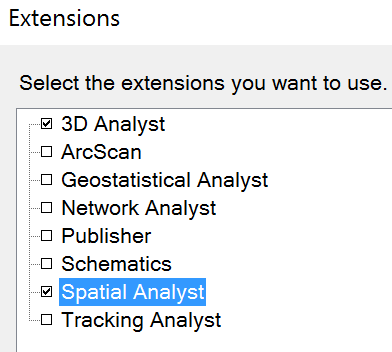 Extensions
Select the extensions you want to use.
3D Analyst
ArcScan
Geostatistical Analyst
Network Analyst
Publisher
Schematics
Spatial Analyst
Tracking Analyst